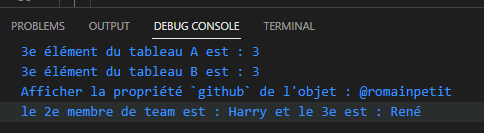 PROBLEMS OUTPUT DEBUG CONSOLE TERMINAL
3e élément du tableau A est : 3
3e élément du tableau B est : 3
Afficher la propriété `github` de l'objet : @romainpetit
le 2e membre de team est : Harry et le 3e est : René